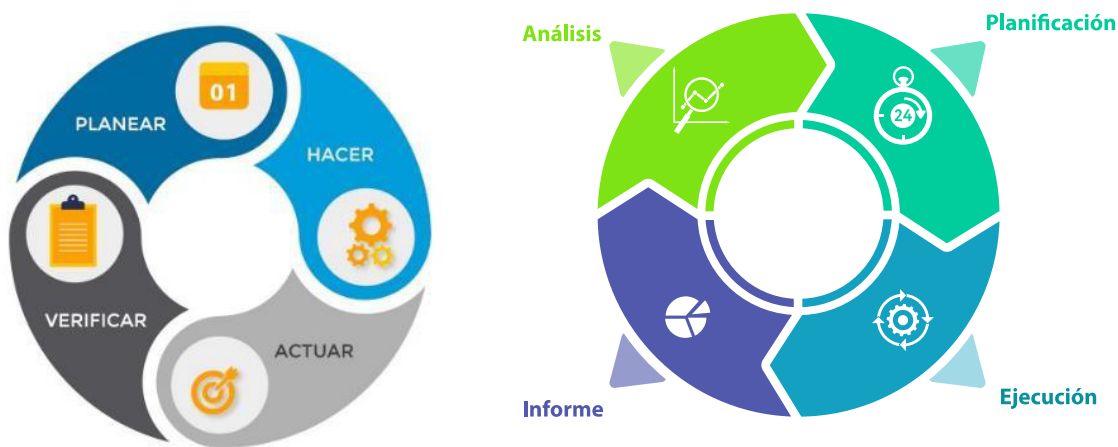 PLANEAR
01
HACER
VERIFICAR
ACTUAR
Análisis
Planificación
24
Informe
Ejecución